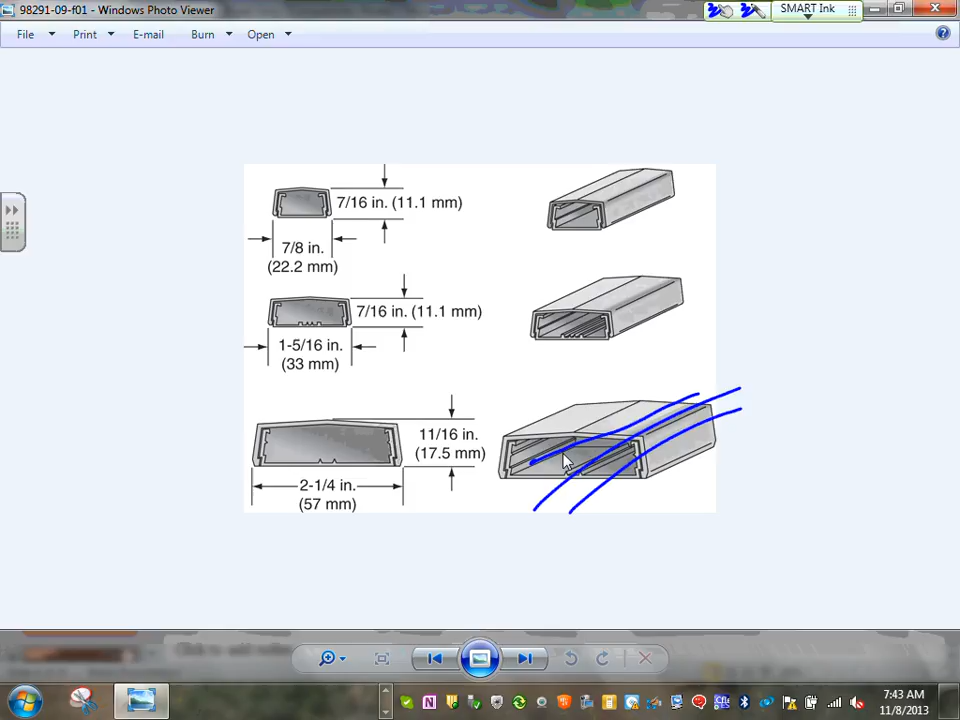 98291-09-f01 - Windows Photo Viewer
SMART Ink
File Print E-mail Burn Open
7/16 in. (11.1 mm)
7/8 in.
(22.2 mm)
7/16 in. (11.1 mm)
1-5/16 in.
(33 mm)
11/16 in.
(17.5 mm)
2-1/4 in.
(57 mm)
7:43 AM
11/8/2013